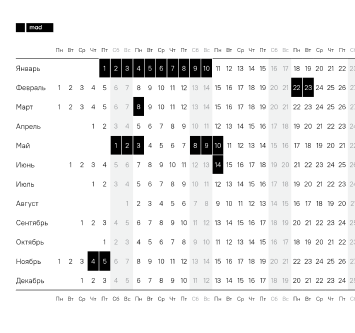 mad
Пн Вт Ср Чт Пт Сб Вс Пн Вт Ср Чт Пт Сб Вс Пн Вт Ср Чт Пт Сб Вс Пн Вт Ср Чт Пт
Январь 1 2 3 4 5 6 7 8 9 10 11 12 13 14 15 16 17 18 19 20 21 22
Февраль 1 2 3 4 5 6 7 8 9 10 11 12 13 14 15 16 17 18 19 20 21 22 23 24 25 26
Март 1 2 3 4 5 6 7 8 9 10 11 12 13 14 15 16 17 18 19 20 21 22 23 24 25 26
Апрель 1 2 3 4 5 6 7 8 9 10 11 12 13 14 15 16 17 18 19 20 21 22 23
Май 1 2 3 4 5 6 7 8 9 10 11 12 13 14 15 16 17 18 19 20 21
Июнь 1 2 3 4 5 6 7 8 9 10 11 12 13 14 15 16 17 18 19 20 21 22 23 24 25
Июль 1 2 3 4 5 6 7 8 9 10 11 12 13 14 15 16 17 18 19 20 21 22 23
Август 1 2 3 4 5 6 7 8 9 10 11 12 13 14 15 16 17 18 19 20
Сентябрь 1 2 3 4 5 6 7 8 9 10 11 12 13 14 15 16 17 18 19 20 21 22 23 24
Октябрь 1 2 3 4 5 6 7 8 9 10 11 12 13 14 15 16 17 18 19 20 21 22
Ноябрь 1 2 3 4 5 6 7 8 9 10 11 12 13 14 15 16 17 18 19 20 21 22 23 24 25 26
Декабрь 1 2 3 4 5 6 7 8 9 10 11 12 13 14 15 16 17 18 19 20 21 22 23 24
Пн Вт Ср Чт Пт Сб Вс Пн Вт Ср Чт Пт Сб Вс Пн Вт Ср Чт Пт Сб Вс Пн Вт Ср Чт Пт